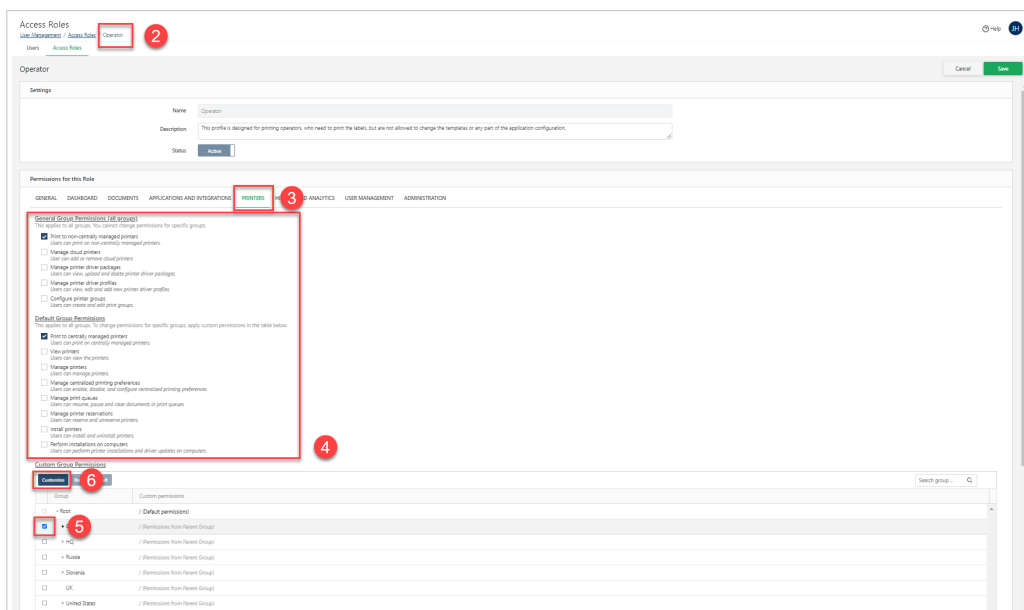 Access Roles
User Management / Access Roles / Operator
2
Help
JH
Users Access Roles
Operator
Cancel Save
Settings
Name Operator
Description This profile is designed for printing operators, who need to print the labels, but are not allowed to change the templates or any part of the application configuration.
Status Active
Permissions for this Role
GENERAL DASHBOARD DOCUMENTS APPLICATIONS AND INTEGRATIONS PRINTERS 3 D ANALYTICS USER MANAGEMENT ADMINISTRATION
General Group Permissions (all groups)
This applies to all groups. You cannot change permissions for specific groups.
Print to non-centrally managed printers
Users can print on non-centrally managed printers.
Manage cloud printers
User can add or remove cloud printers
Manage printer driver packages
Users can view, upload and delete printer driver packages.
Manage printer driver profiles
Users can view, edit and add new printer driver profiles.
Configure printer groups
Users can create and edit print groups.
Default Group Permissions
This applies to all groups. To change permissions for specific groups, apply custom permissions in the table below.
Print to centrally managed printers
Users can print on centrally managed printers.
View printers
Users can view the printers.
Manage printers
Users can manage printers.
Manage centralized printing preferences
Users can enable, disable, and configure centralized printing preferences.
Manage print queues
Users can resume, pause and clear documents in print queues.
Manage printer reservations
Users can reserve and unreserve printers.
Install printers
Users can install and uninstall printers.
Perform installations on computers
Users can perform printer installations and driver updates on computers.
4
Custom Group Permissions
Customize 6
Search group ...
Group Custom permissions
Root / (Default permissions)
5 / (Permissions from Parent Group)
HQ / (Permissions from Parent Group)
Russia / (Permissions from Parent Group)
Slovenia / (Permissions from Parent Group)
UK / (Permissions from Parent Group)
United States / (Permissions from Parent Group)